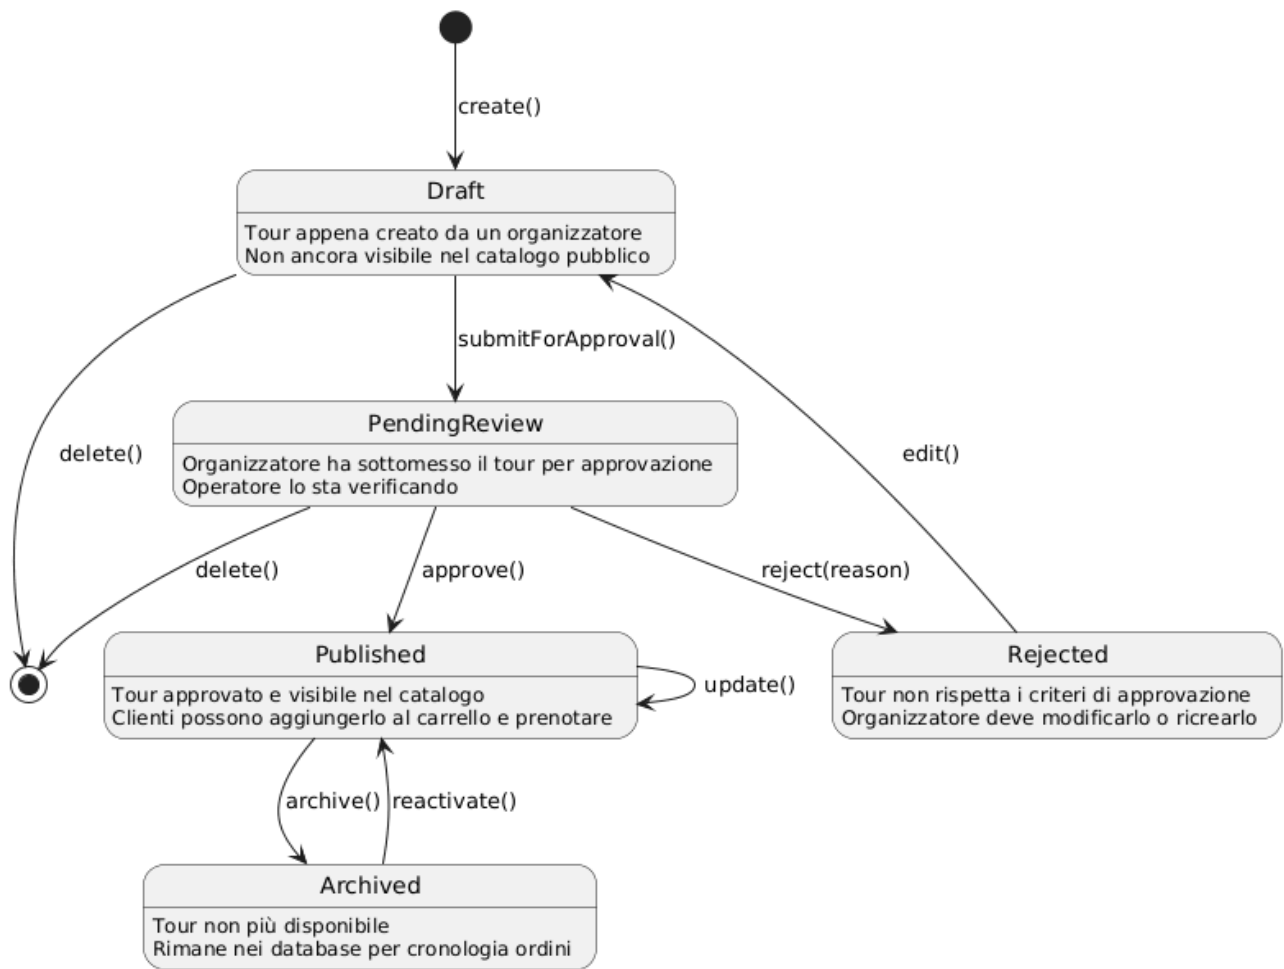 create()
Draft
Tour appena creato da un organizzatore
Non ancora visibile nel catalogo pubblico
submitForApproval()
delete()
edit()
PendingReview
Organizzatore ha sottomesso il tour per approvazione
Operatore lo sta verificando
delete()
approve()
reject(reason)
Published
Tour approvato e visibile nel catalogo
Clienti possono aggiungerlo al carrello e prenotare
update()
Rejected
Tour non rispetta i criteri di approvazione
Organizzatore deve modificarlo o ricrearlo
archive()
reactivate()
Archived
Tour non più disponibile
Rimane nei database per cronologia ordini